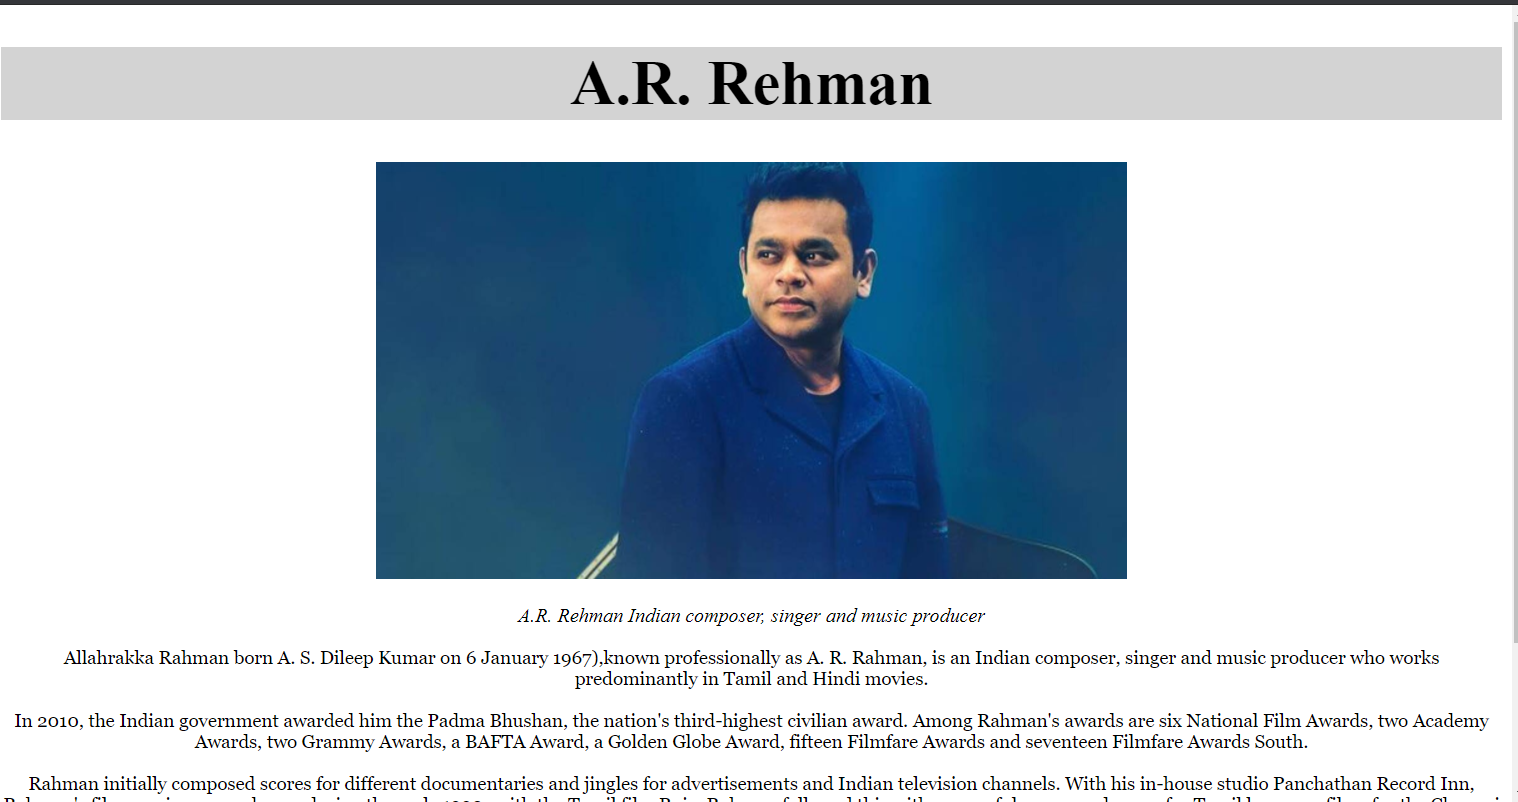 A.R. Rehman
A.R. Rehman Indian composer, singer and music producer
Allahrakka Rahman born A. S. Dileep Kumar on 6 January 1967),known professionally as A. R. Rahman, is an Indian composer, singer and music producer who works
predominantly in Tamil and Hindi movies.
In 2010, the Indian government awarded him the Padma Bhushan, the nation's third-highest civilian award. Among Rahman's awards are six National Film Awards, two Academy
Awards, two Grammy Awards, a BAFTA Award, a Golden Globe Award, fifteen Filmfare Awards and seventeen Filmfare Awards South.
Rahman initially composed scores for different documentaries and jingles for advertisements and Indian television channels. With his in-house studio Panchathan Record Inn,